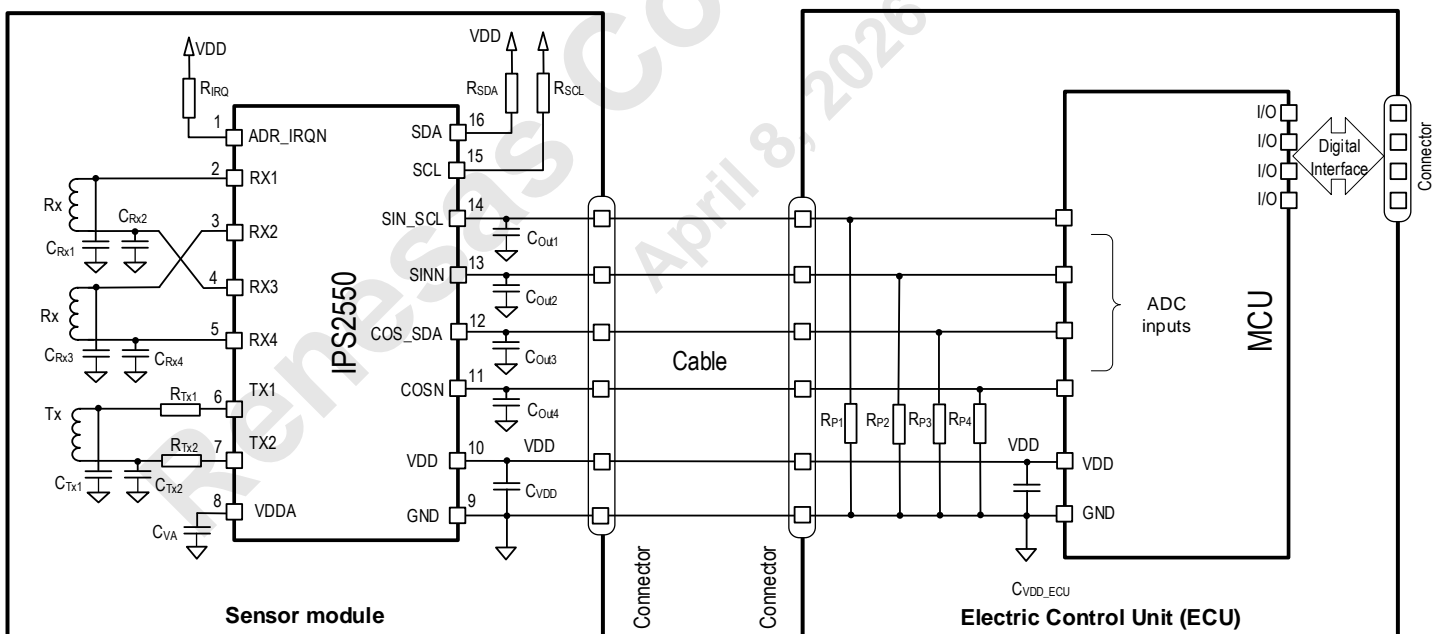 VDD
R_IRQ
1
ADR_IRQN
2
RX1
Rx
C_Rx2
C_Rx1
3
RX2
4
RX3
Rx
5
RX4
C_Rx3
C_Rx4
TX1
R_Tx1
6
Tx
TX2
R_Tx2
7
C_Tx1
C_Tx2
8
VDDA
C_VA
IPS2550
VDD
R_SDA
R_SCL
16
SDA
15
SCL
14
SIN_SCL
C_Out1
13
SINN
C_Out2
12
COS_SDA
C_Out3
11
COSN
C_Out4
10
VDD
VDD
C_VDD
9
GND
Sensor module
Connector
Cable
Connector
R_P1
R_P2
R_P3
R_P4
VDD
C_VDD_ECU
ADC
inputs
MCU
VDD
GND
I/O
I/O
I/O
I/O
Digital
Interface
Connector
Electric Control Unit (ECU)
Renesas Co
April 8, 2026